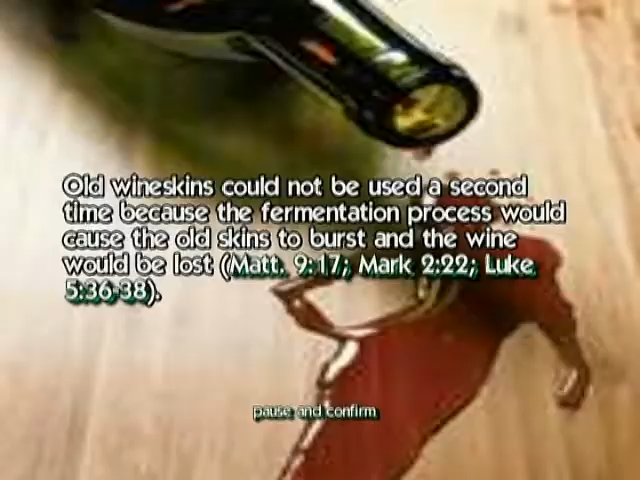 Old wineskins could not be used a second
time because the fermentation process would
cause the old skins to burst and the wine
would be lost (Matt. 9:17; Mark 2:22; Luke
5:36-38).
pause and confirm